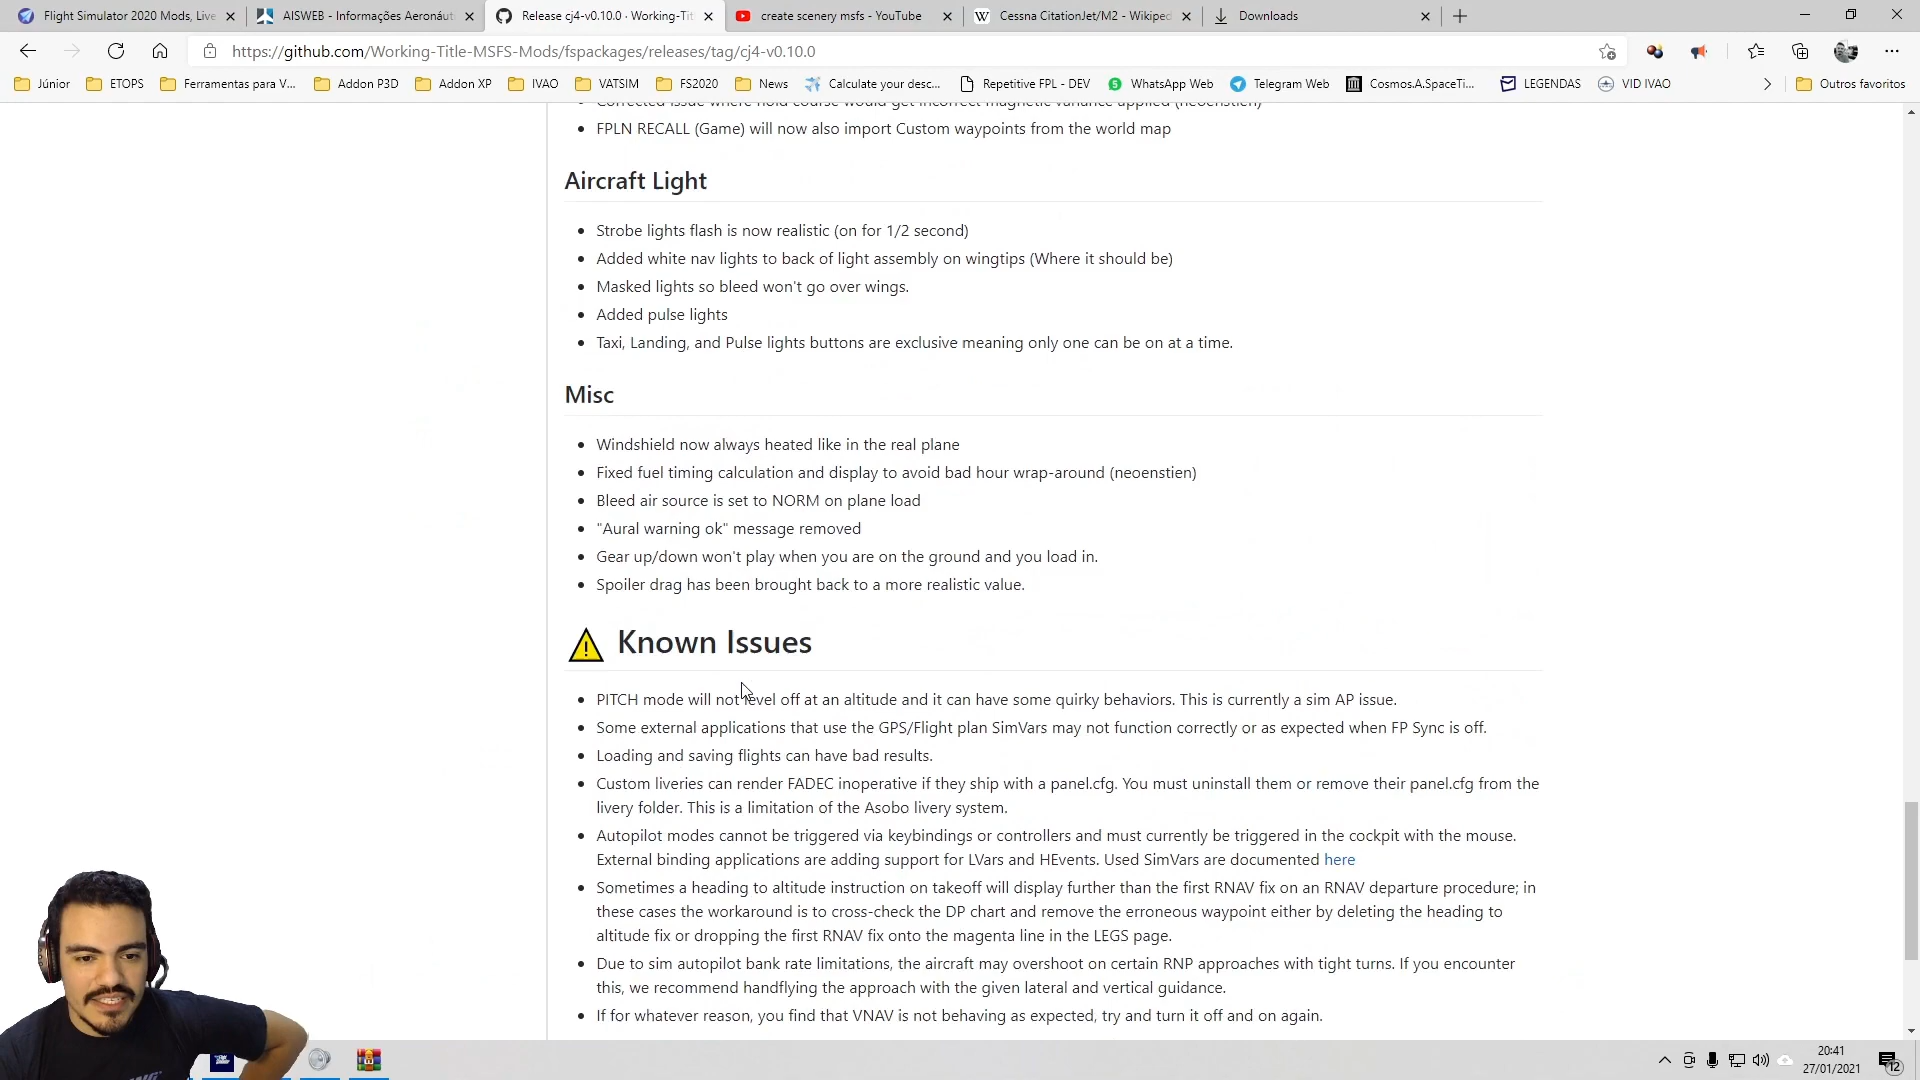 Flight Simulator 2020 Mods, Live
AISWEB - Informações Aeronáut
Release cj4-v0.10.0 · Working-Tit
create scenery msfs - YouTube
Cessna CitationJet/M2 - Wikiped
Downloads
https://github.com/Working-Title-MSFS-Mods/fspackages/releases/tag/cj4-v0.10.0
Júnior
ETOPS
Ferramentas para V...
Addon P3D
Addon XP
IVAO
VATSIM
FS2020
News
Calculate your desc...
Repetitive FPL - DEV
WhatsApp Web
Telegram Web
Cosmos.A.SpaceTi...
LEGENDAS
VID IVAO
Outros favoritos
Corrected issue where hold course would get incorrect magnetic variance applied (neoenstien)
FPLN RECALL (Game) will now also import Custom waypoints from the world map
Aircraft Light
Strobe lights flash is now realistic (on for 1/2 second)
Added white nav lights to back of light assembly on wingtips (Where it should be)
Masked lights so bleed won't go over wings.
Added pulse lights
Taxi, Landing, and Pulse lights buttons are exclusive meaning only one can be on at a time.
Misc
Windshield now always heated like in the real plane
Fixed fuel timing calculation and display to avoid bad hour wrap-around (neoenstien)
Bleed air source is set to NORM on plane load
"Aural warning ok" message removed
Gear up/down won't play when you are on the ground and you load in.
Spoiler drag has been brought back to a more realistic value.
Known Issues
PITCH mode will not level off at an altitude and it can have some quirky behaviors. This is currently a sim AP issue.
Some external applications that use the GPS/Flight plan SimVars may not function correctly or as expected when FP Sync is off.
Loading and saving flights can have bad results.
Custom liveries can render FADEC inoperative if they ship with a panel.cfg. You must uninstall them or remove their panel.cfg from the
livery folder. This is a limitation of the Asobo livery system.
Autopilot modes cannot be triggered via keybindings or controllers and must currently be triggered in the cockpit with the mouse.
External binding applications are adding support for LVars and HEvents. Used SimVars are documented here
Sometimes a heading to altitude instruction on takeoff will display further than the first RNAV fix on an RNAV departure procedure; in
these cases the workaround is to cross-check the DP chart and remove the erroneous waypoint either by deleting the heading to
altitude fix or dropping the first RNAV fix onto the magenta line in the LEGS page.
Due to sim autopilot bank rate limitations, the aircraft may overshoot on certain RNP approaches with tight turns. If you encounter
this, we recommend handflying the approach with the given lateral and vertical guidance.
If for whatever reason, you find that VNAV is not behaving as expected, try and turn it off and on again.
20:41
27/01/2021
12